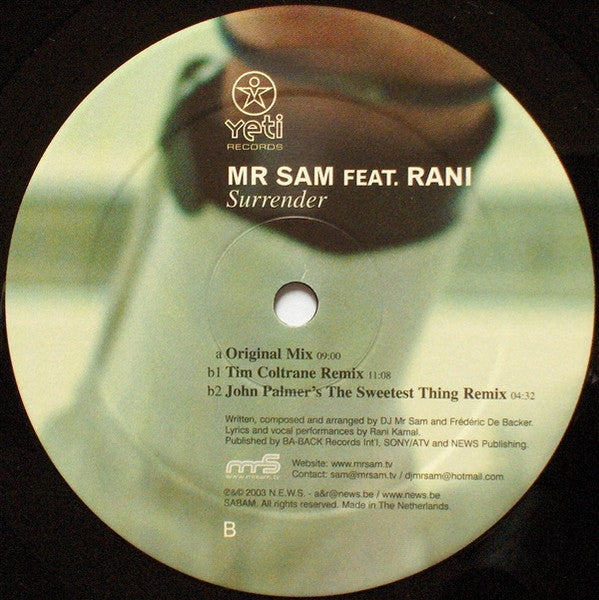 Yeti
RECORDS
MR SAM FEAT. RANI
Surrender
a Original Mix 09:00
b1 Tim Coltrane Remix 11:08
b2 John Palmer's The Sweetest Thing Remix 04:32
Written, composed and arranged by DJ Mr Sam and Fréderic De Backer.
Lyrics and vocal performances by Rani Kamal.
Published by BA-BACK Records Int'l, SONY/ATV and NEWS Publishing.
mrS
www.mrsam.tv
Website: www.mrsam.tv
Contact: sam@mrsam.tv / djmrsam@hotmail.com
℗&© 2003 N.E.W.S. - a&r@news.be / www.news.be
SABAM. All rights reserved. Made in The Netherlands.
B